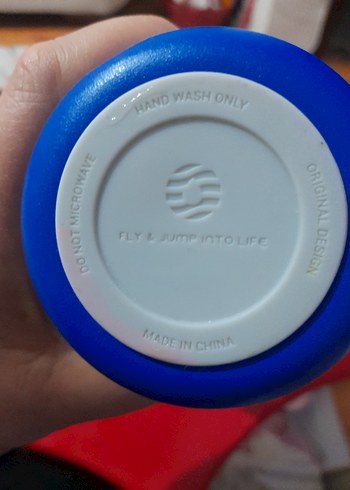 HAND WASH ONLY
DO NOT MICROWAVE
ORIGINAL DESIGN
FLY & JUMP INTO LIFE
MADE IN CHINA